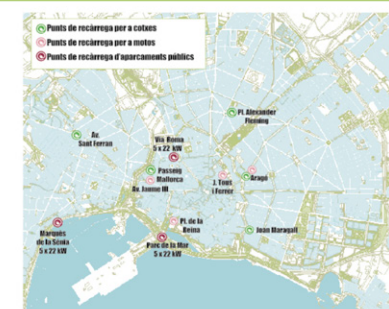 Punts de recàrrega per a cotxes
Punts de recàrrega per a motos
Punts de recàrrega d'aparcaments públics
Pl. Alexander
Fleming
Av.
Sant Ferran
Via Roma
5 x 22 kW
Passeig
Mallorca
Av. Jaume III
J. Tous
i Ferrer
Aragó
Pl. de la
Reina
Joan Maragall
Marquès
de la Sènia
5 x 22 kW
Parc de la Mar
5 x 22 kW